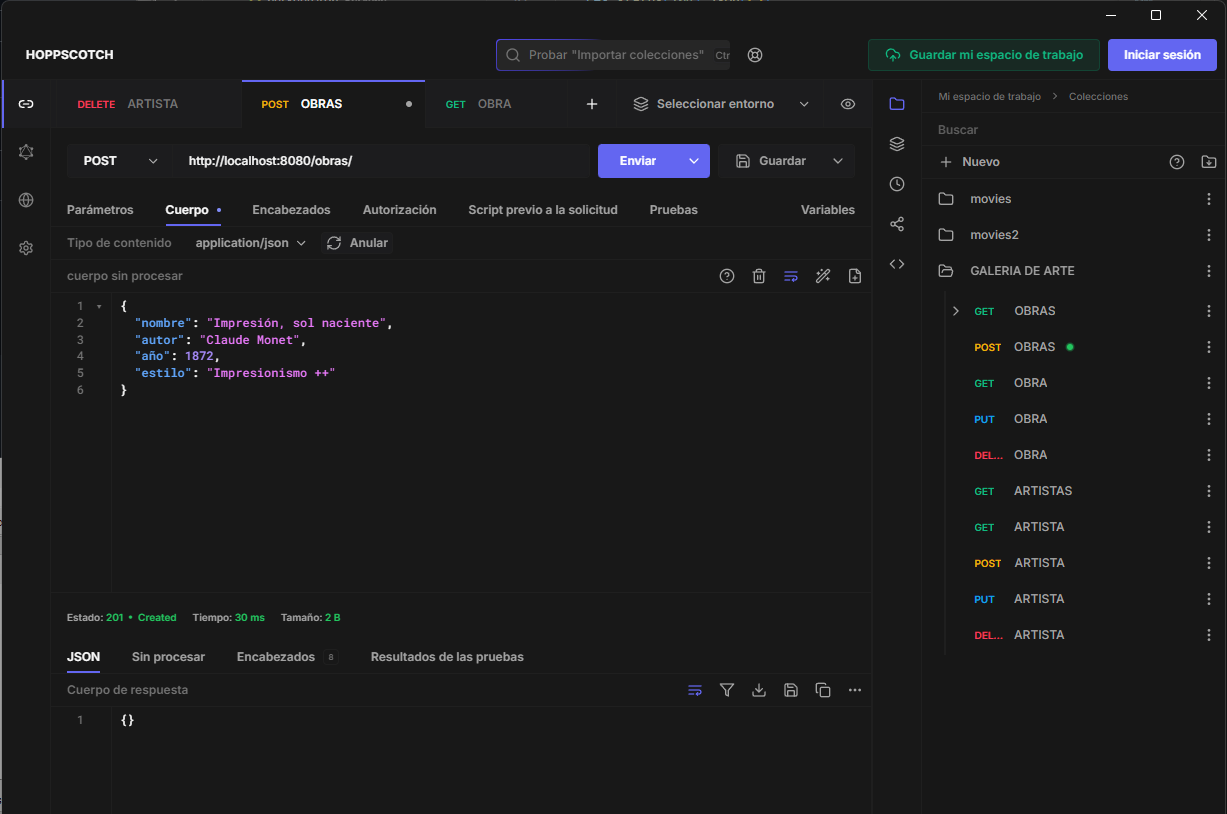 HOPPSCOTCH
Probar "Importar colecciones"
Ctr
Guardar mi espacio de trabajo
Iniciar sesión
DELETE ARTISTA
POST OBRAS
GET OBRA
Seleccionar entorno
POST
http://localhost:8080/obras/
Enviar
Guardar
Parámetros
Cuerpo
Encabezados
Autorización
Script previo a la solicitud
Pruebas
Variables
Tipo de contenido
application/json
Anular
cuerpo sin procesar
1 {
2 "nombre": "Impresión, sol naciente",
3 "autor": "Claude Monet",
4 "año": 1872,
5 "estilo": "Impresionismo ++"
6 }
Estado: 201 • Created Tiempo: 30 ms Tamaño: 2 B
JSON
Sin procesar
Encabezados 8
Resultados de las pruebas
Cuerpo de respuesta
1 {}
Mi espacio de trabajo
Colecciones
Buscar
Nuevo
movies
movies2
GALERIA DE ARTE
GET OBRAS
POST OBRAS
GET OBRA
PUT OBRA
DEL... OBRA
GET ARTISTAS
GET ARTISTA
POST ARTISTA
PUT ARTISTA
DEL... ARTISTA